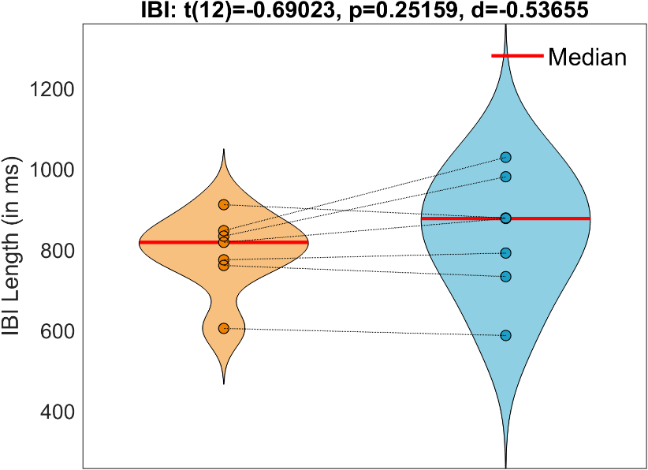 IBI: t(12)=-0.69023, p=0.25159, d=-0.53655
Median
1200
1000
800
600
400
IBI Length (in ms)